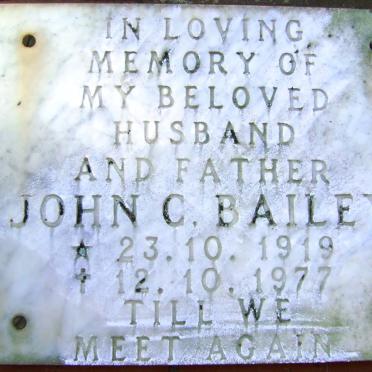 IN LOVING
MEMORY OF
MY BELOVED
HUSBAND
AND FATHER
JOHN C. BAILEY
★ 23.10.1919
✝ 12.10.1977
TILL WE
MEET AGAIN